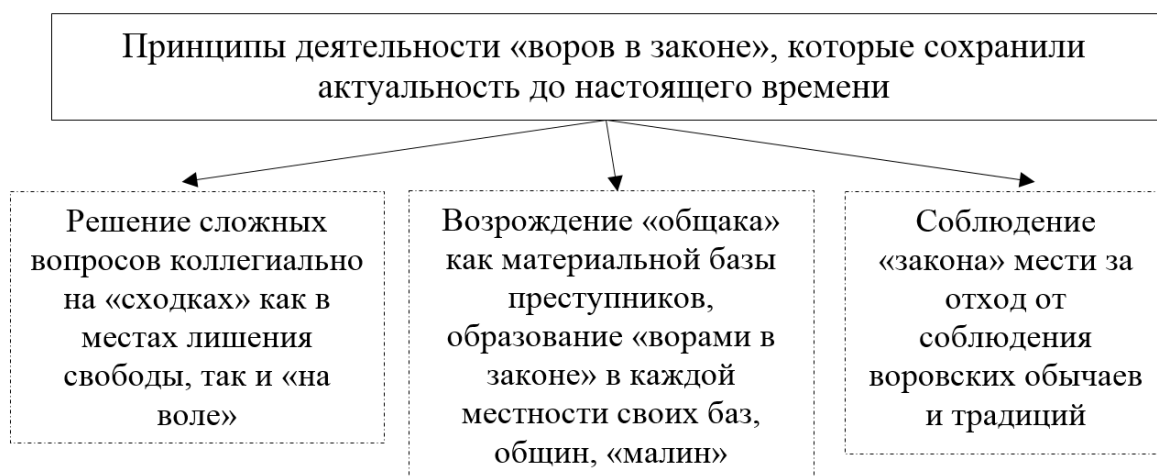 Принципы деятельности «воров в законе», которые сохранили
актуальность до настоящего времени
Решение сложных
вопросов коллегиально
на «сходках» как в
местах лишения
свободы, так и «на
воле»
Возрождение «общака»
как материальной базы
преступников,
образование «ворами в
законе» в каждой
местности своих баз,
общин, «малин»
Соблюдение
«закона» мести за
отход от
соблюдения
воровских обычаев
и традиций